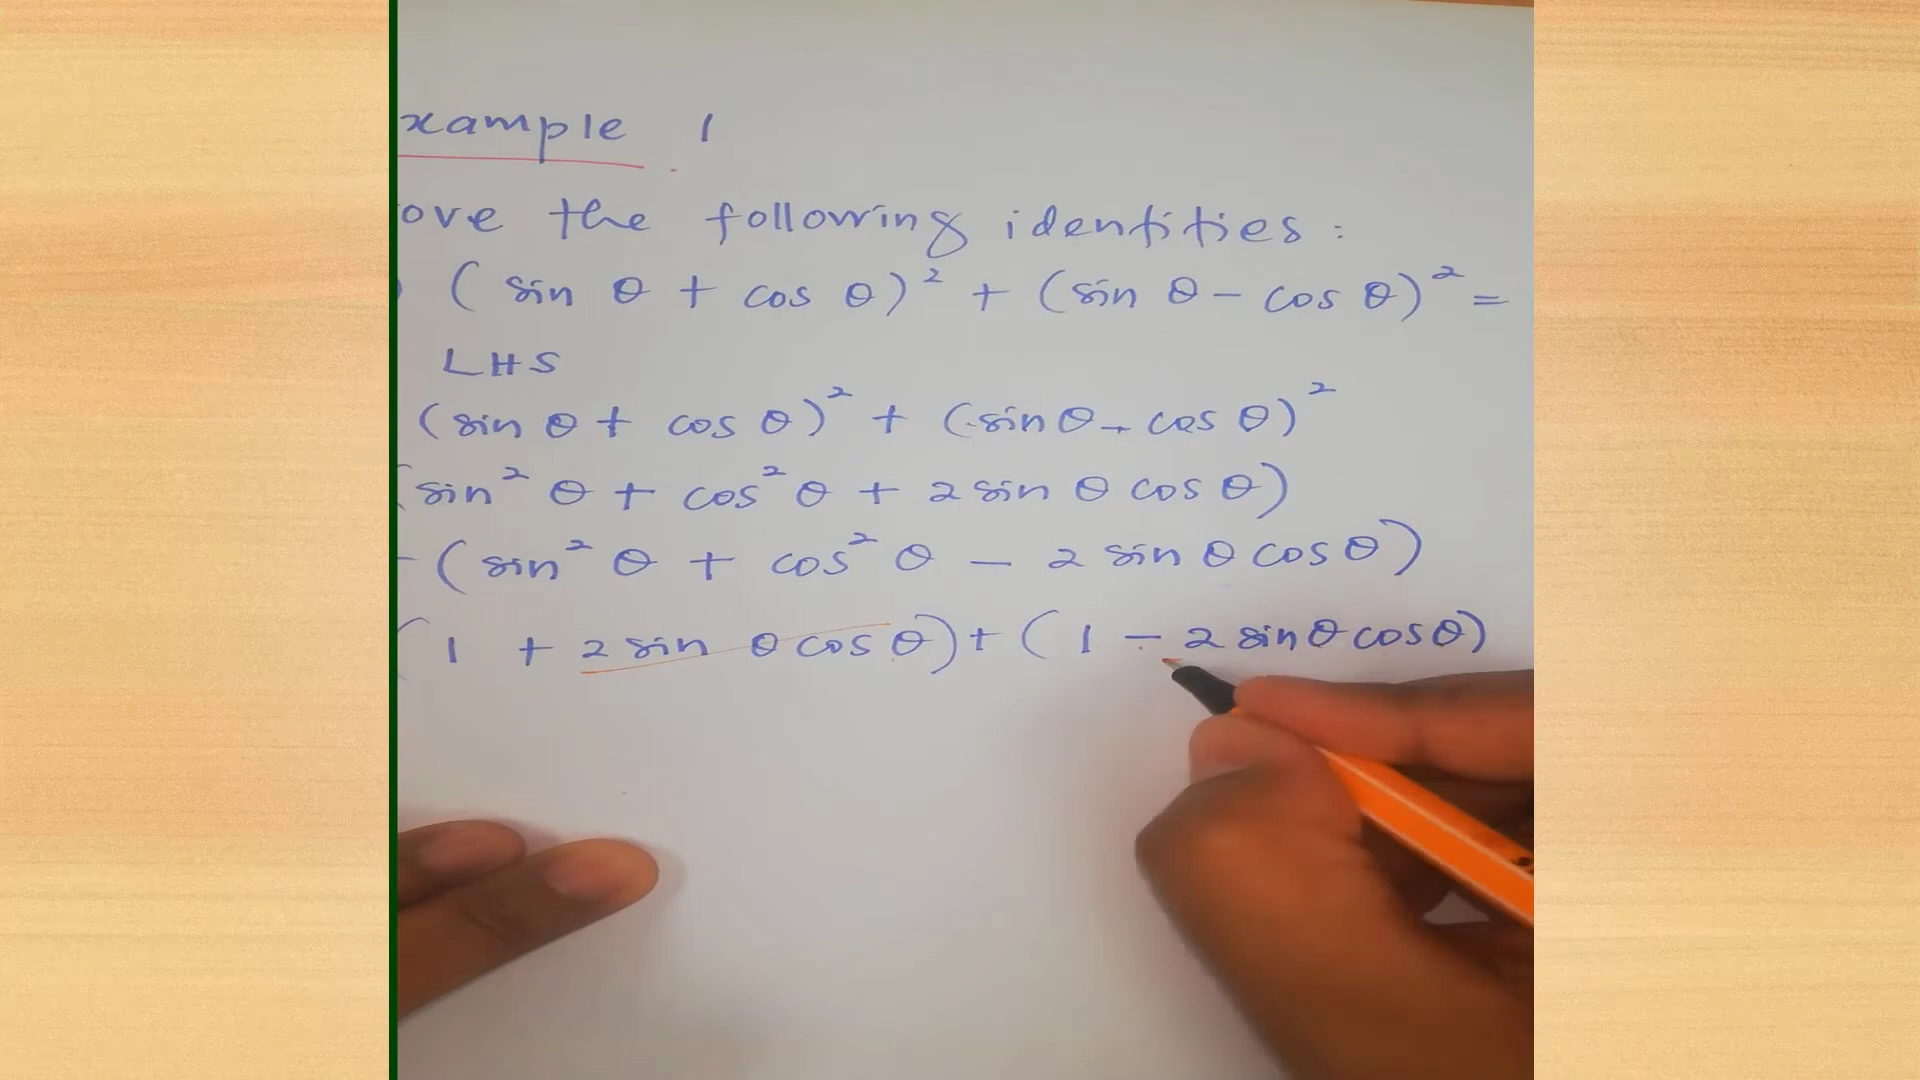 xample 1
ove the following identities :
) (sin θ + cos θ)² + (sin θ - cos θ)² =
LHS
(sin θ + cos θ)² + (sin θ - cos θ)²
(sin² θ + cos² θ + 2 sin θ cos θ)
- (sin² θ + cos² θ - 2 sin θ cos θ)
( 1 + 2 sin θ cos θ) + ( 1 - 2 sin θ cos θ)